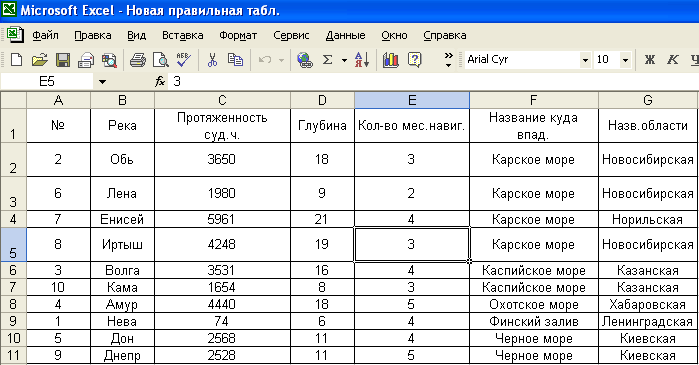 Microsoft Excel - Новая правильная табл.
Файл Правка Вид Вставка Формат Сервис Данные Окно Справка
Arial Cyr 10 Ж К Ч
E5 fx 3
A B C D E F G
1 № Река Протяженность суд.ч. Глубина Кол-во мес.навиг. Название куда впад. Назв.области
2 2 Обь 3650 18 3 Карское море Новосибирская
3 6 Лена 1980 9 2 Карское море Новосибирская
4 7 Енисей 5961 21 4 Карское море Норильская
5 8 Иртыш 4248 19 3 Карское море Новосибирская
6 3 Волга 3531 16 4 Каспийское море Казанская
7 10 Кама 1654 8 3 Каспийское море Казанская
8 4 Амур 4440 18 5 Охотское море Хабаровская
9 1 Нева 74 6 4 Финский залив Ленинградская
10 5 Дон 2568 11 4 Черное море Киевская
11 9 Днепр 2528 11 5 Черное море Киевская